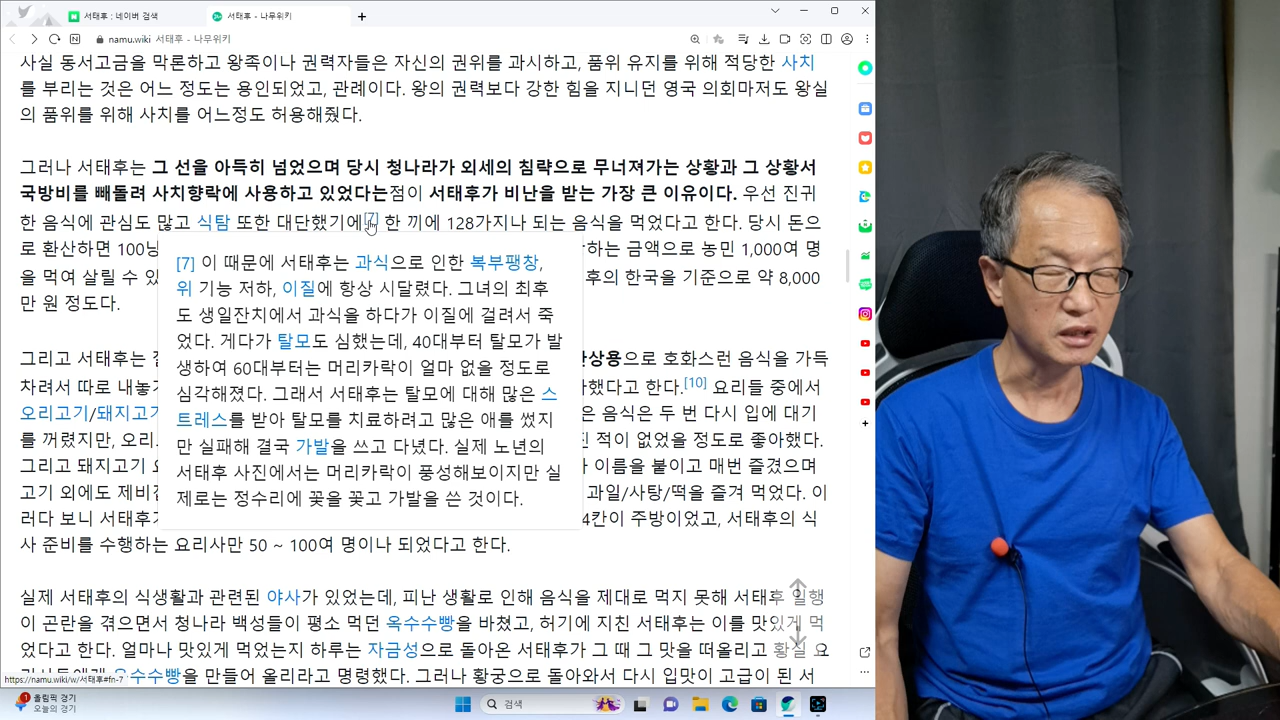 서태후 : 네이버 검색
서태후 - 나무위키
namu.wiki 서태후 - 나무위키
사실 동서고금을 막론하고 왕족이나 권력자들은 자신의 권위를 과시하고, 품위 유지를 위해 적당한 사치
를 부리는 것은 어느 정도는 용인되었고, 관례이다. 왕의 권력보다 강한 힘을 지니던 영국 의회마저도 왕실
의 품위를 위해 사치를 어느정도 허용해줬다.
그러나 서태후는 그 선을 아득히 넘었으며 당시 청나라가 외세의 침략으로 무너져가는 상황과 그 상황서
국방비를 빼돌려 사치향락에 사용하고 있었다는점이 서태후가 비난을 받는 가장 큰 이유이다. 우선 진귀
한 음식에 관심도 많고 식탐 또한 대단했기에[7] 한 끼에 128가지나 되는 음식을 먹었다고 한다. 당시 돈으
로 환산하면 100냥 하는 금액으로 농민 1,000여 명
을 먹여 살릴 수 있 후의 한국을 기준으로 약 8,000
만 원 정도다.
[7] 이 때문에 서태후는 과식으로 인한 복부팽창,
위 기능 저하, 이질에 항상 시달렸다. 그녀의 최후
도 생일잔치에서 과식을 하다가 이질에 걸려서 죽
었다. 게다가 탈모도 심했는데, 40대부터 탈모가 발
생하여 60대부터는 머리카락이 얼마 없을 정도로
심각해졌다. 그래서 서태후는 탈모에 대해 많은 스
트레스를 받아 탈모를 치료하려고 많은 애를 썼지
만 실패해 결국 가발을 쓰고 다녔다. 실제 노년의
서태후 사진에서는 머리카락이 풍성해보이지만 실
제로는 정수리에 꽃을 꽂고 가발을 쓴 것이다.
그리고 서태후는 상용으로 호화스런 음식을 가득
차려서 따로 내놓 했다고 한다.[10] 요리들 중에서
오리고기/돼지고기 은 음식은 두 번 다시 입에 대기
를 꺼렸지만, 오리 적이 없었을 정도로 좋아했다.
그리고 돼지고기 요 이름을 붙이고 매번 즐겼으며
고기 외에도 제비 과일/사탕/떡을 즐겨 먹었다. 이
러다 보니 서태후 4칸이 주방이었고, 서태후의 식
사 준비를 수행하는 요리사만 50 ~ 100여 명이나 되었다고 한다.
실제 서태후의 식생활과 관련된 야사가 있었는데, 피난 생활로 인해 음식을 제대로 먹지 못해 서태후 일행
이 곤란을 겪으면서 청나라 백성들이 평소 먹던 옥수수빵을 바쳤고, 허기에 지친 서태후는 이를 맛있게 먹
었다고 한다. 얼마나 맛있게 먹었는지 하루는 자금성으로 돌아온 서태후가 그 때 그 맛을 떠올리고 황실 요
옥수수빵을 만들어 올리라고 명령했다. 그러나 황궁으로 돌아와서 다시 입맛이 고급이 된 서
https://namu.wiki/w/서태후#fn-7
1
올림픽 경기
오늘의 경기
검색